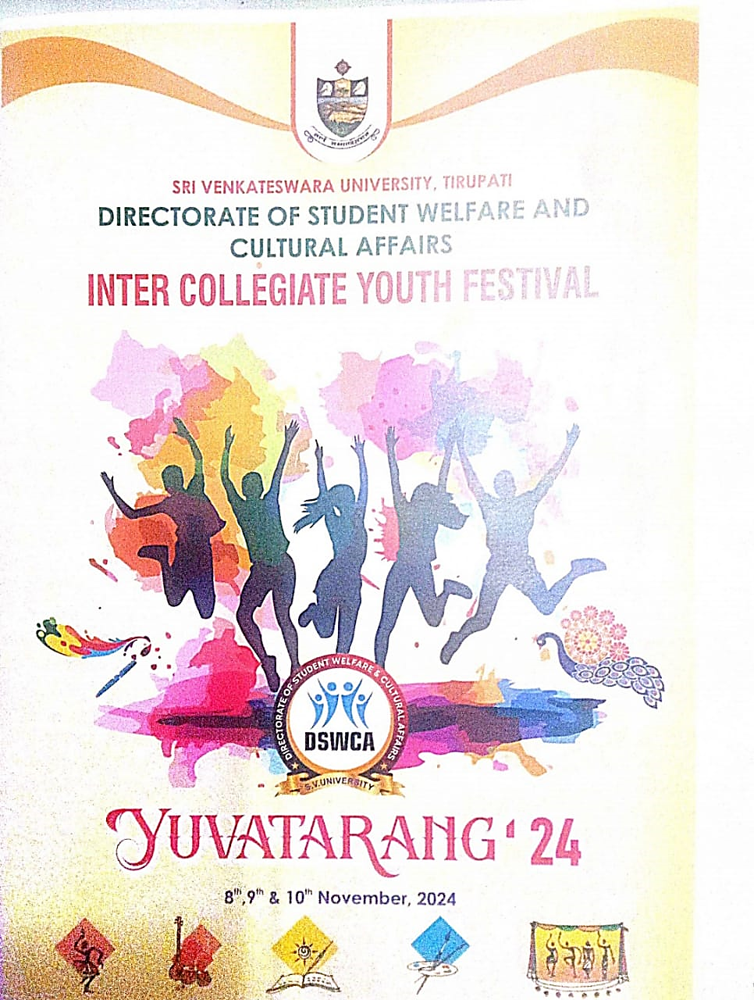 SRI VENKATESWARA UNIVERSITY, TIRUPATI
DIRECTORATE OF STUDENT WELFARE AND
CULTURAL AFFAIRS
INTER COLLEGIATE YOUTH FESTIVAL
DIRECTORATE OF STUDENT WELFARE & CULTURAL AFFAIRS
DSWCA
S.V.UNIVERSITY
YUVATARANG ' 24
8th,9th & 10th November, 2024